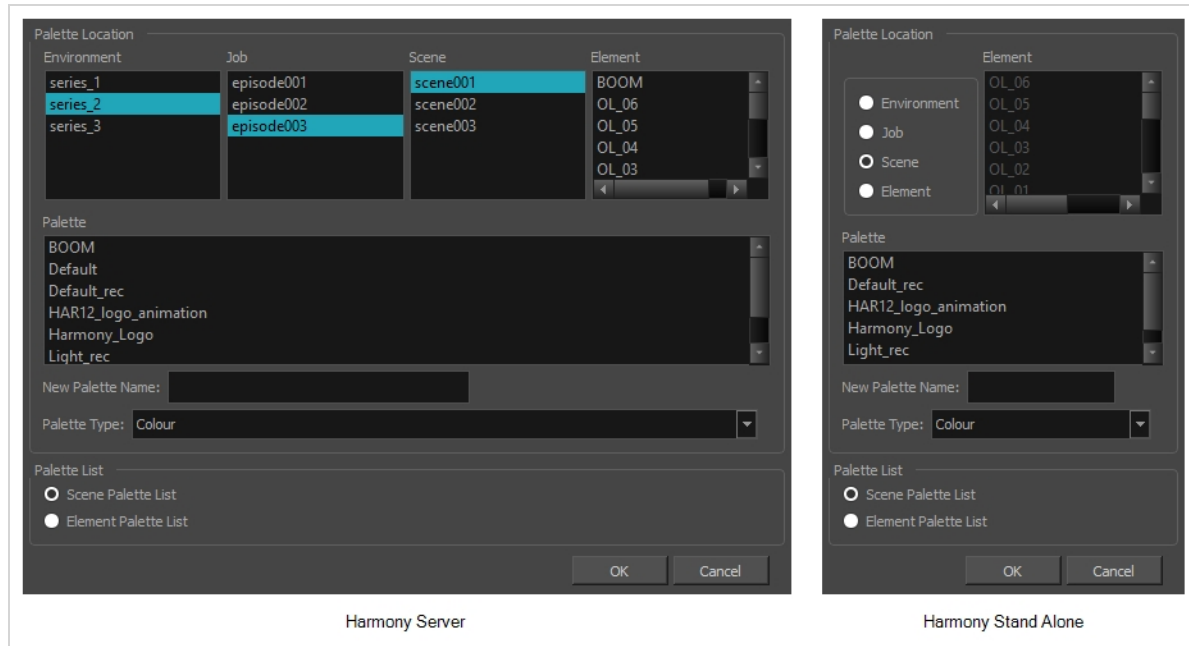 Palette Location
Environment
series_1
series_2
series_3
Job
episode001
episode002
episode003
Scene
scene001
scene002
scene003
Element
BOOM
OL_06
OL_05
OL_04
OL_03
Palette
BOOM
Default
Default_rec
HAR12_logo_animation
Harmony_Logo
Light_rec
New Palette Name:
Palette Type: Colour
Palette List
Scene Palette List
Element Palette List
OK Cancel
Harmony Server
Palette Location
Environment
Job
Scene
Element
Element
OL_06
OL_05
OL_04
OL_03
OL_02
OL_01
Palette
BOOM
Default_rec
HAR12_logo_animation
Harmony_Logo
Light_rec
New Palette Name:
Palette Type: Colour
Palette List
Scene Palette List
Element Palette List
OK Cancel
Harmony Stand Alone